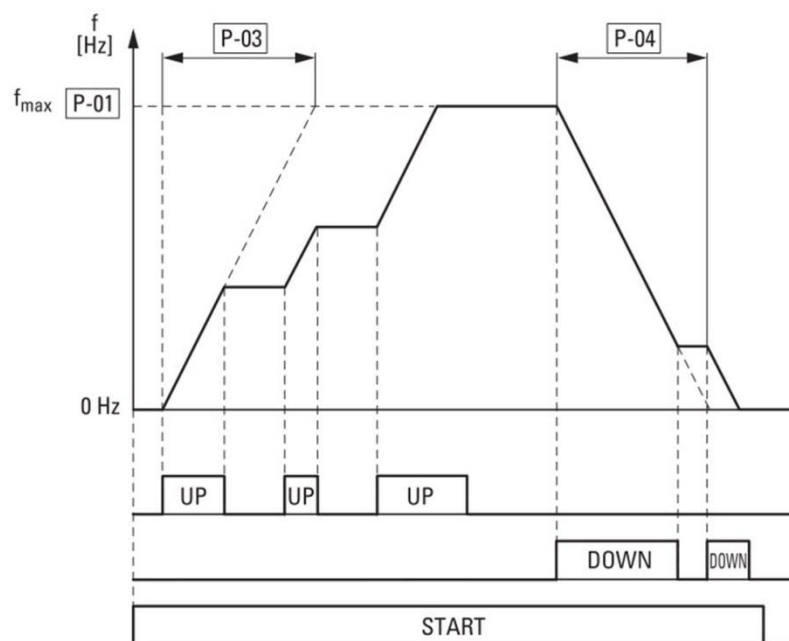 f
[Hz]
P-03
P-04
fmax P-01
0 Hz
UP UP UP
DOWN DOWN
START